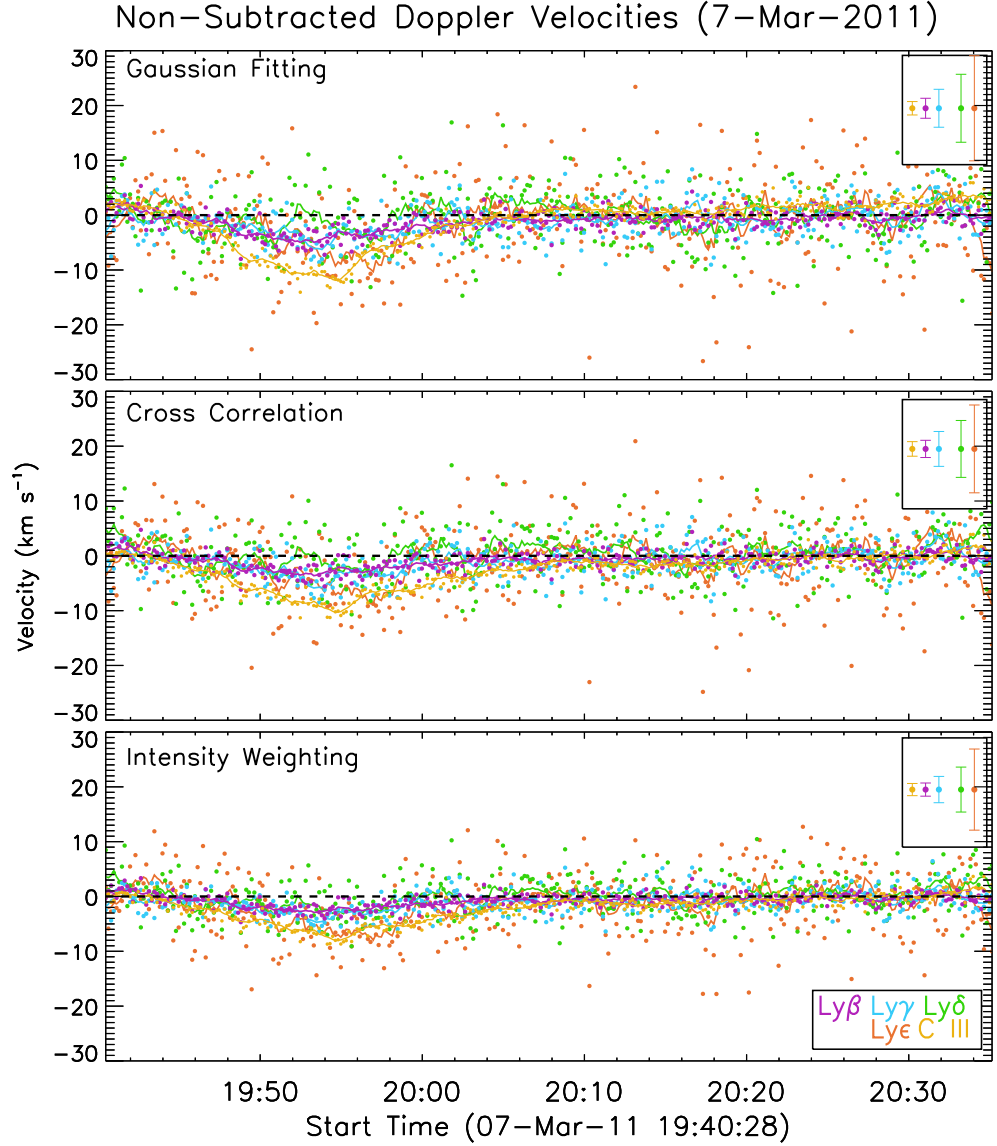 Non-Subtracted Doppler Velocities (7-Mar-2011)
30
Gaussian Fitting
20
10
0
-10
-20
-30
30
Cross Correlation
20
10
0
-10
-20
-30
Velocity (km s⁻¹)
30
Intensity Weighting
20
10
0
-10
-20
-30
Lyβ Lyγ Lyδ
Lyϵ C III
19:50 20:00 20:10 20:20 20:30
Start Time (07-Mar-11 19:40:28)